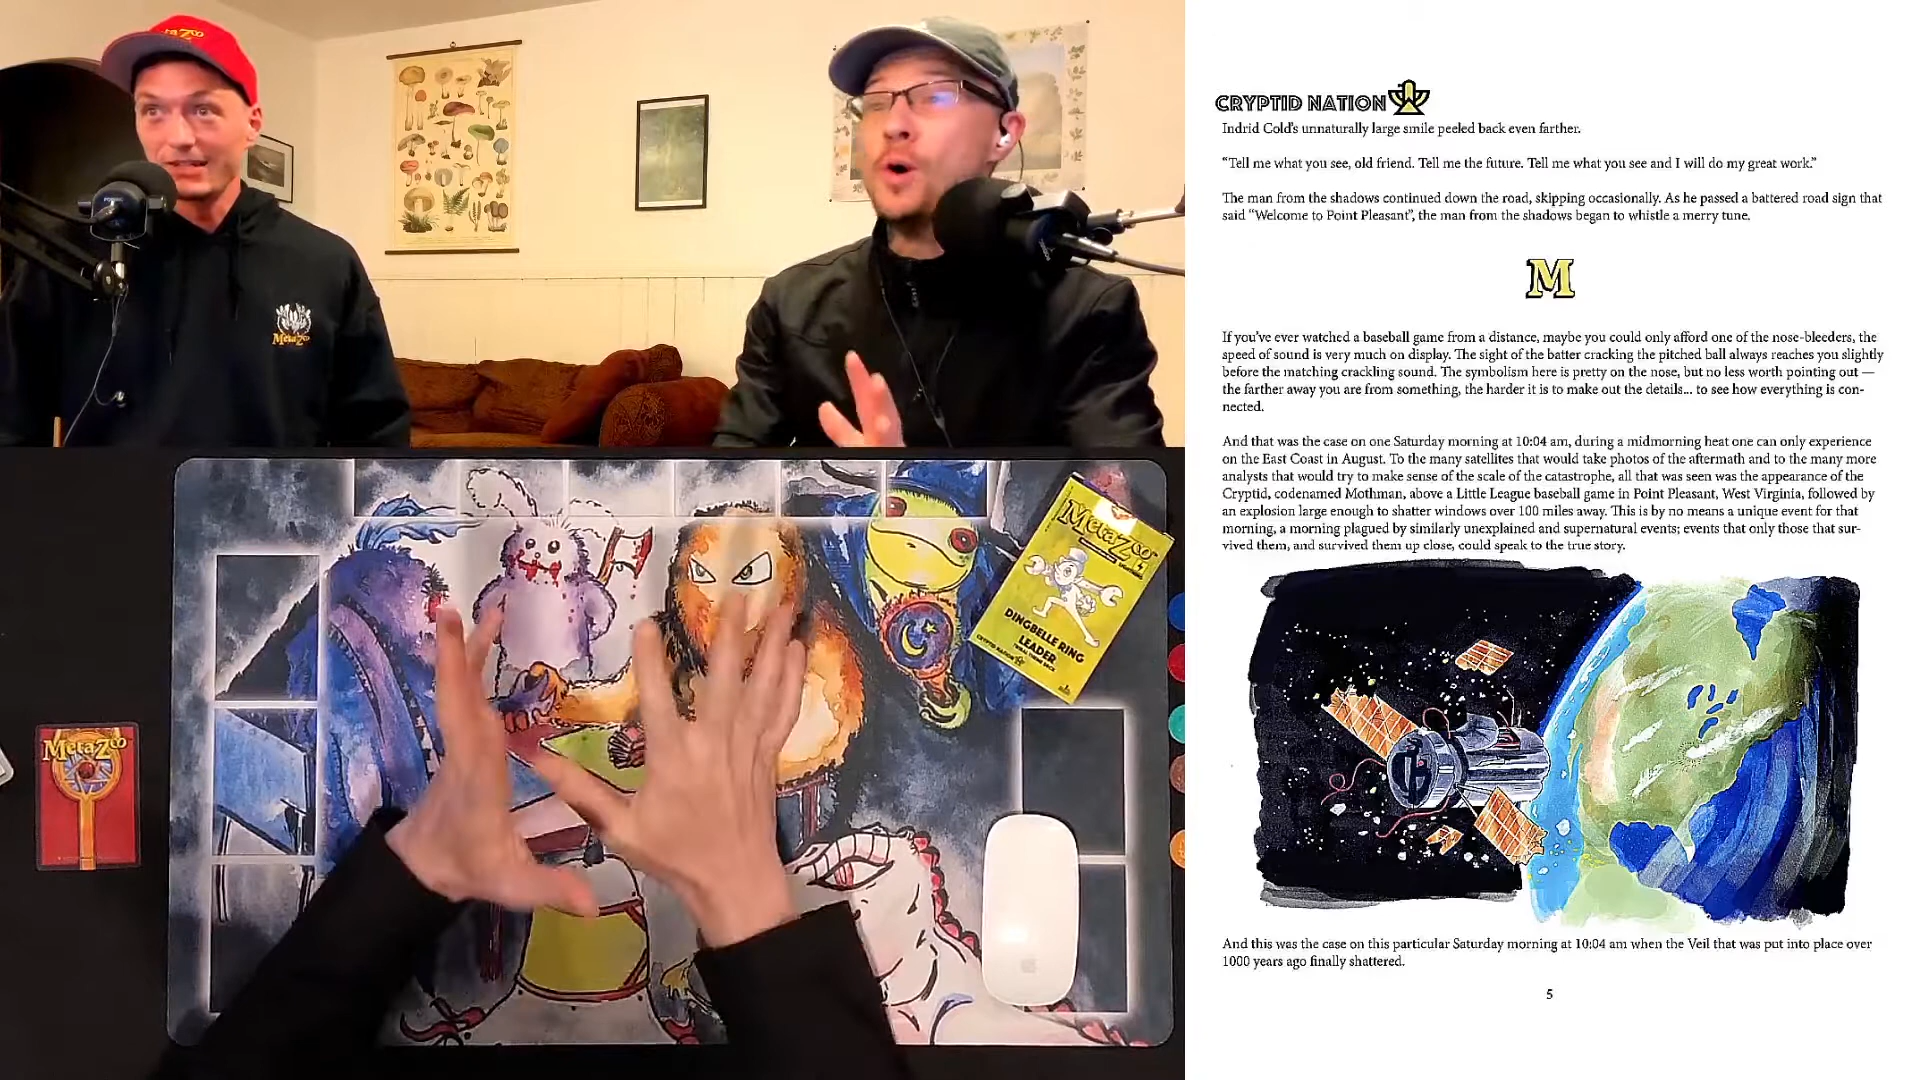 MetaZoo
MetaZoo
MetaZoo
DINGBELLE RING
LEADER
TRIBAL THEME DECK
CRYPTID NATION
MetaZoo
CRYPTID NATION
Indrid Cold's unnaturally large smile peeled back even farther.
“Tell me what you see, old friend. Tell me the future. Tell me what you see and I will do my great work.”
The man from the shadows continued down the road, skipping occasionally. As he passed a battered road sign that
said “Welcome to Point Pleasant”, the man from the shadows began to whistle a merry tune.
M
If you've ever watched a baseball game from a distance, maybe you could only afford one of the nose-bleeders, the
speed of sound is very much on display. The sight of the batter cracking the pitched ball always reaches you slightly
before the matching crackling sound. The symbolism here is pretty on the nose, but no less worth pointing out —
the farther away you are from something, the harder it is to make out the details... to see how everything is con-
nected.
And that was the case on one Saturday morning at 10:04 am, during a midmorning heat one can only experience
on the East Coast in August. To the many satellites that would take photos of the aftermath and to the many more
analysts that would try to make sense of the scale of the catastrophe, all that was seen was the appearance of the
Cryptid, codenamed Mothman, above a Little League baseball game in Point Pleasant, West Virginia, followed by
an explosion large enough to shatter windows over 100 miles away. This is by no means a unique event for that
morning, a morning plagued by similarly unexplained and supernatural events; events that only those that sur-
vived them, and survived them up close, could speak to the true story.
And this was the case on this particular Saturday morning at 10:04 am when the Veil that was put into place over
1000 years ago finally shattered.
5